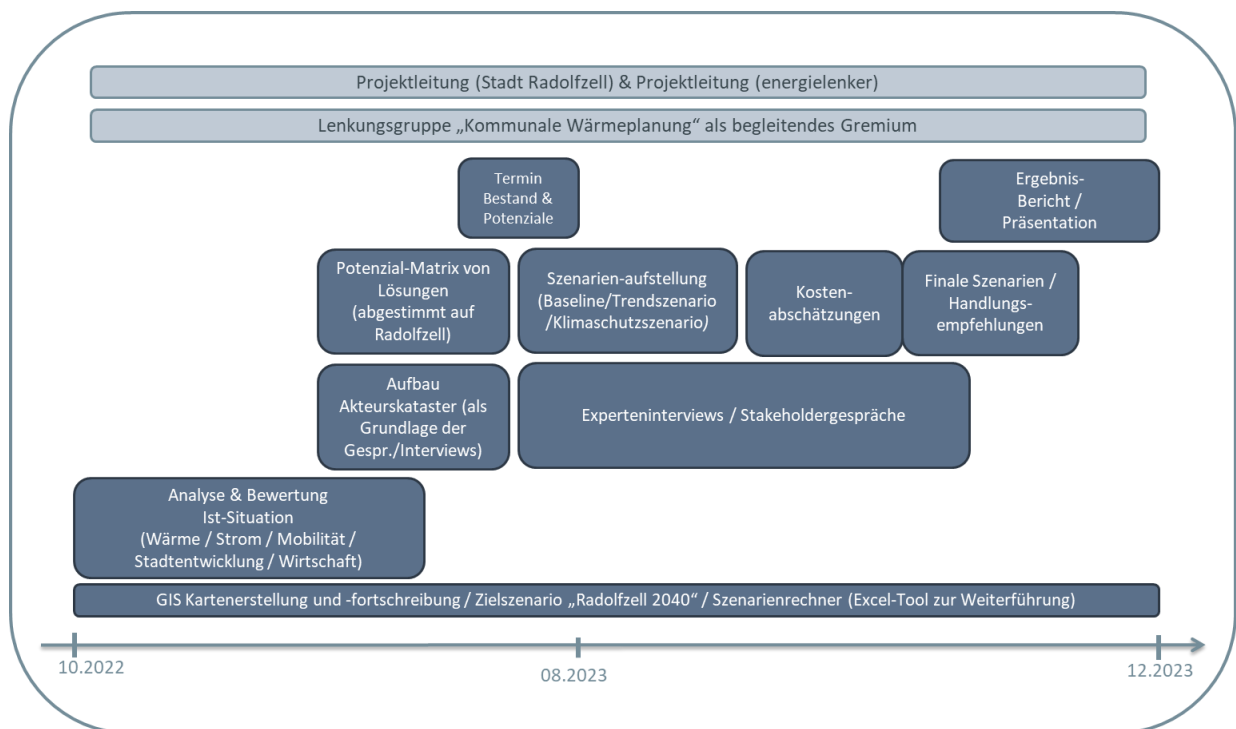 Projektleitung (Stadt Radolfzell) & Projektleitung (energielenker)
Lenkungsgruppe „Kommunale Wärmeplanung“ als begleitendes Gremium
Termin
Bestand &
Potenziale
Ergebnis-
Bericht /
Präsentation
Potenzial-Matrix von
Lösungen
(abgestimmt auf
Radolfzell)
Szenarien-aufstellung
(Baseline/Trendszenario
/Klimaschutzszenario)
Kosten-
abschätzungen
Finale Szenarien /
Handlungs-
empfehlungen
Aufbau
Akteurskataster (als
Grundlage der
Gespr./Interviews)
Experteninterviews / Stakeholdergespräche
Analyse & Bewertung
Ist-Situation
(Wärme / Strom / Mobilität /
Stadtentwicklung / Wirtschaft)
GIS Kartenerstellung und -fortschreibung / Zielszenario „Radolfzell 2040“ / Szenarienrechner (Excel-Tool zur Weiterführung)
10.2022
08.2023
12.2023